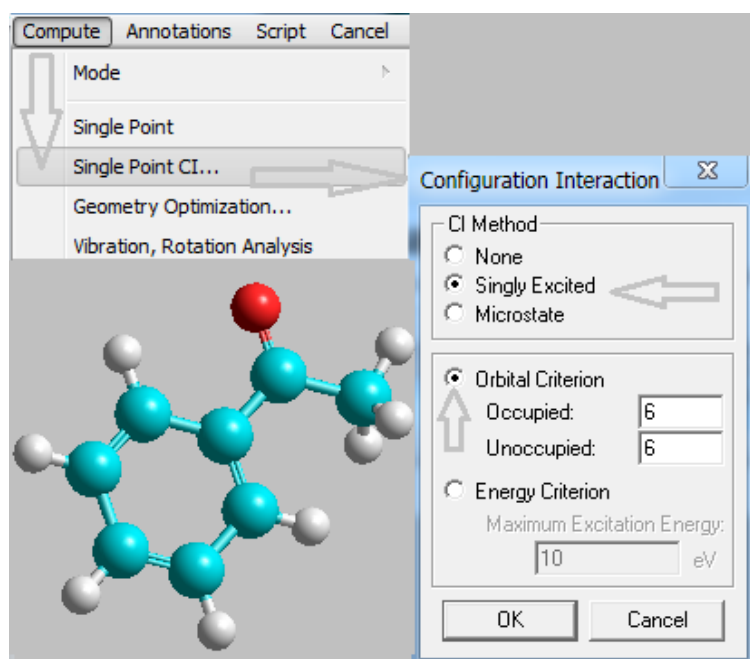 Compute Annotations Script Cancel
Mode
Single Point
Single Point CI...
Geometry Optimization...
Vibration, Rotation Analysis
Configuration Interaction
CI Method
None
Singly Excited
Microstate
Orbital Criterion
Occupied: 6
Unoccupied: 6
Energy Criterion
Maximum Excitation Energy:
10 eV
OK Cancel